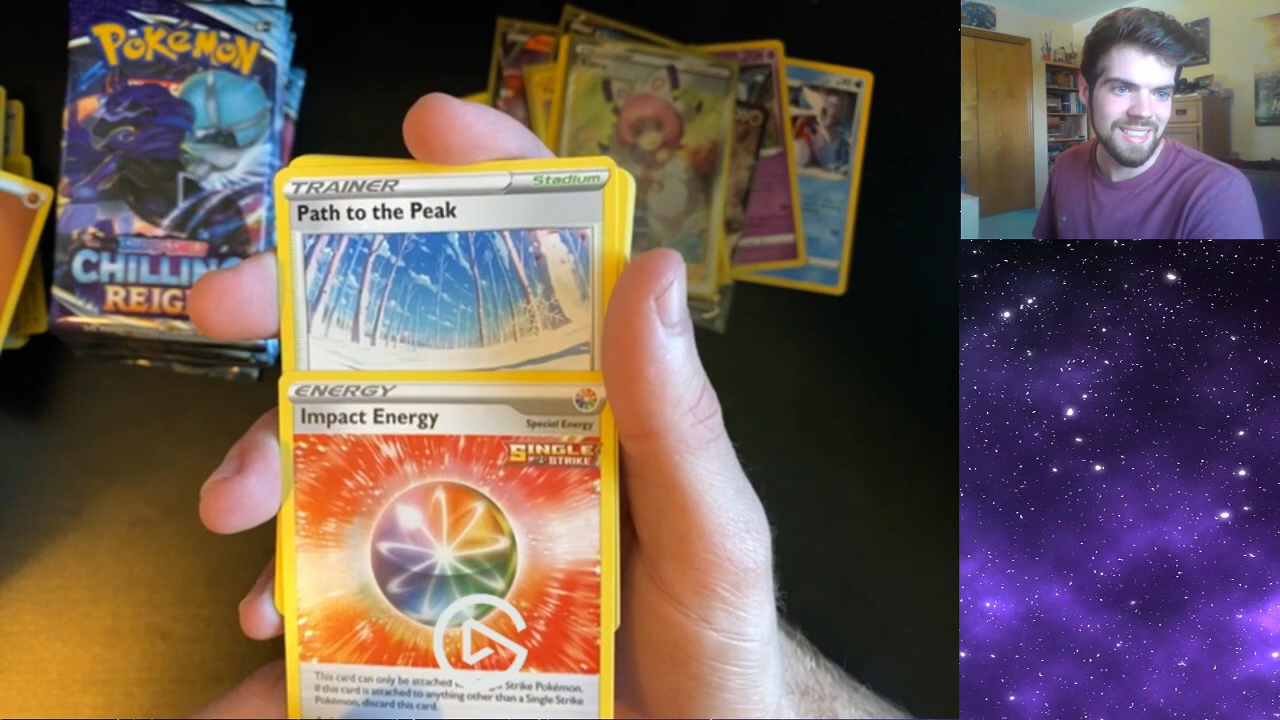 POKéMON
CHILLING
REIGN
TRAINER
Stadium
Path to the Peak
ENERGY
Impact Energy
Special Energy
SINGLE
STRIKE
This card can only be attached Strike Pokémon.
If this card is attached to anything other than a Single Strike
Pokémon, discard this card.